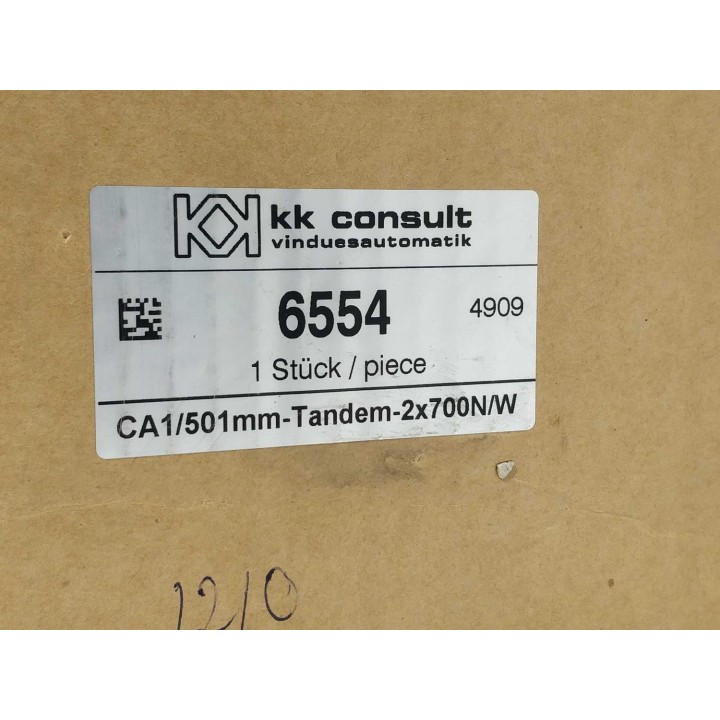 kk consult
vinduesautomatik
6554
4909
1 Stück / piece
CA1/501mm-Tandem-2x700N/W
1210